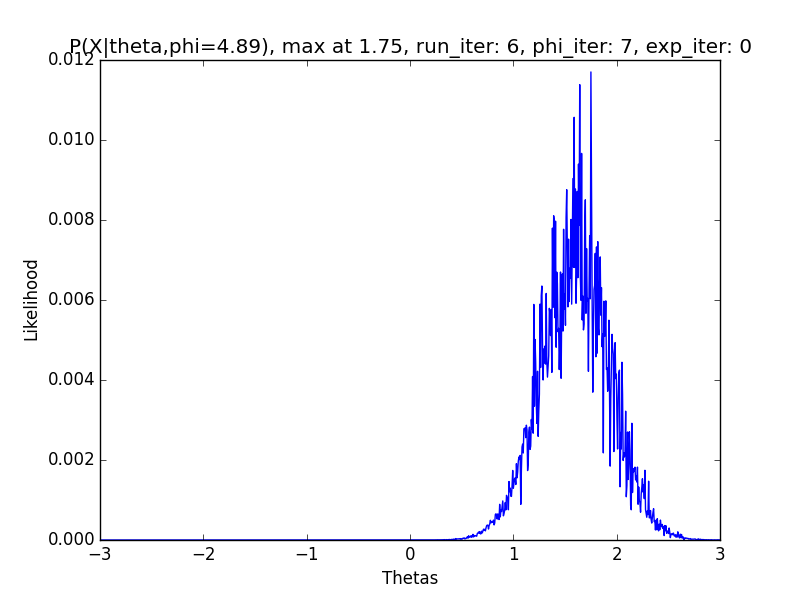 P(X|theta,phi=4.89), max at 1.75, run_iter: 6, phi_iter: 7, exp_iter: 0
0.012
0.010
0.008
0.006
0.004
0.002
0.000
Likelihood
−3 −2 −1 0 1 2 3
Thetas